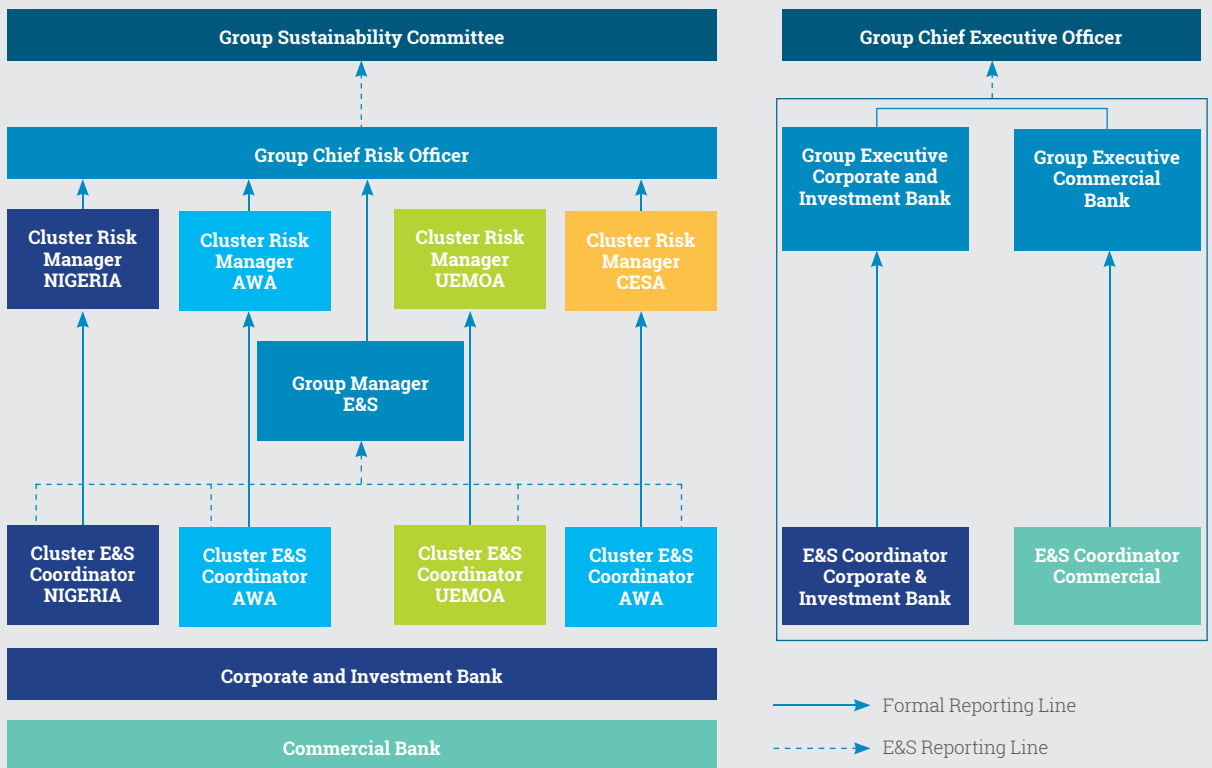 Group Sustainability Committee
Group Chief Executive Officer
Group Chief Risk Officer
Group Executive
Corporate and
Investment Bank
Group Executive
Commercial
Bank
Cluster Risk
Manager
NIGERIA
Cluster Risk
Manager
AWA
Cluster Risk
Manager
UEMOA
Cluster Risk
Manager
CESA
Group Manager
E&S
Cluster E&S
Coordinator
NIGERIA
Cluster E&S
Coordinator
AWA
Cluster E&S
Coordinator
UEMOA
Cluster E&S
Coordinator
AWA
E&S Coordinator
Corporate &
Investment Bank
E&S Coordinator
Commercial
Corporate and Investment Bank
Commercial Bank
Formal Reporting Line
E&S Reporting Line